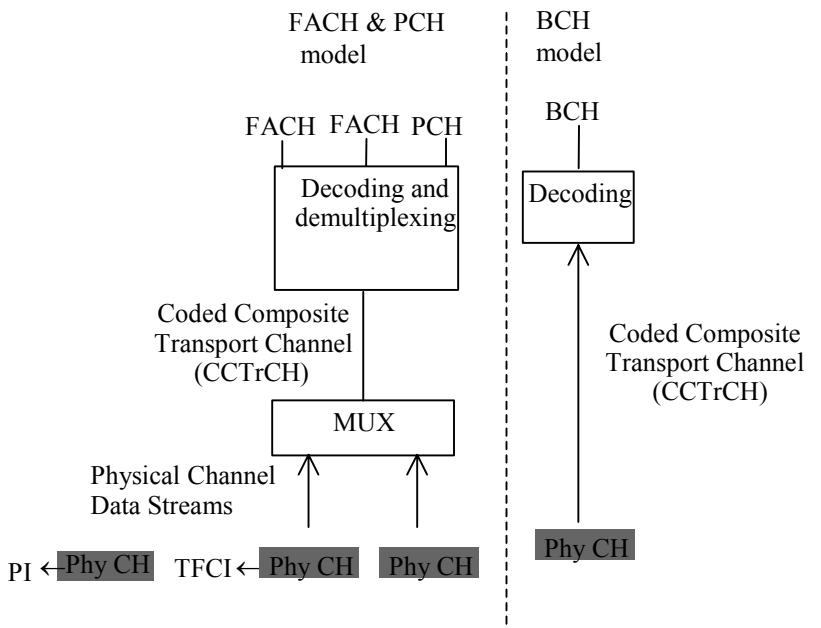 FACH & PCH
model
BCH
model
FACH
FACH
PCH
BCH
Decoding and
demultiplexing
Decoding
Coded Composite
Transport Channel
(CCTrCH)
Coded Composite
Transport Channel
(CCTrCH)
MUX
Physical Channel
Data Streams
PI ← Phy CH
TFCI ← Phy CH
Phy CH
Phy CH